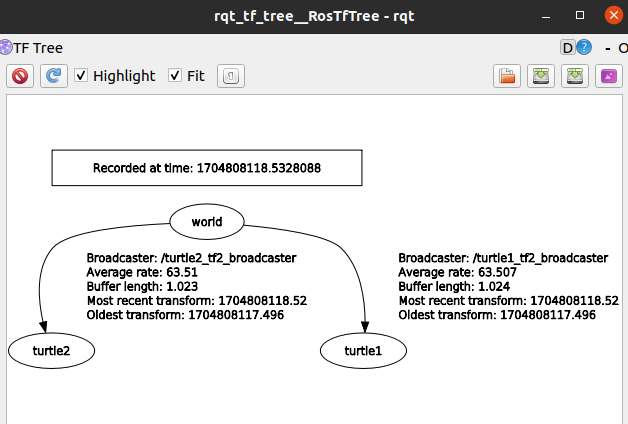 rqt_tf_tree__RosTfTree - rqt
TF Tree
D ? - O
Highlight Fit 1
Recorded at time: 1704808118.5328088
world
Broadcaster: /turtle2_tf2_broadcaster
Average rate: 63.51
Buffer length: 1.023
Most recent transform: 1704808118.52
Oldest transform: 1704808117.496
Broadcaster: /turtle1_tf2_broadcaster
Average rate: 63.507
Buffer length: 1.024
Most recent transform: 1704808118.52
Oldest transform: 1704808117.496
turtle2
turtle1